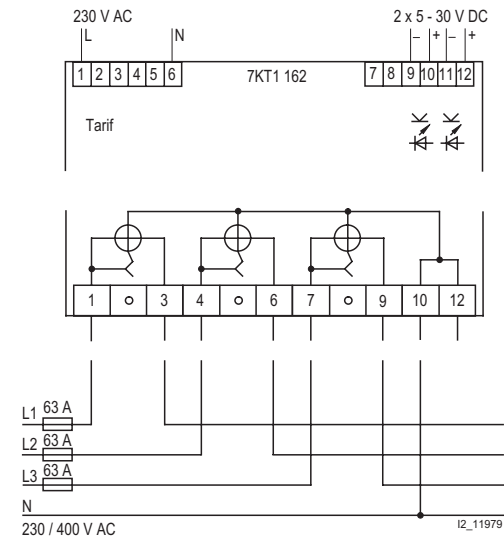 230 V AC 2 x 5 - 30 V DC
L N – + – +
1 2 3 4 5 6 7KT1 162 7 8 9 10 11 12
Tarif
1 3 4 6 7 9 10 12
L1 63 A
L2 63 A
L3 63 A
N
230 / 400 V AC I2_11979